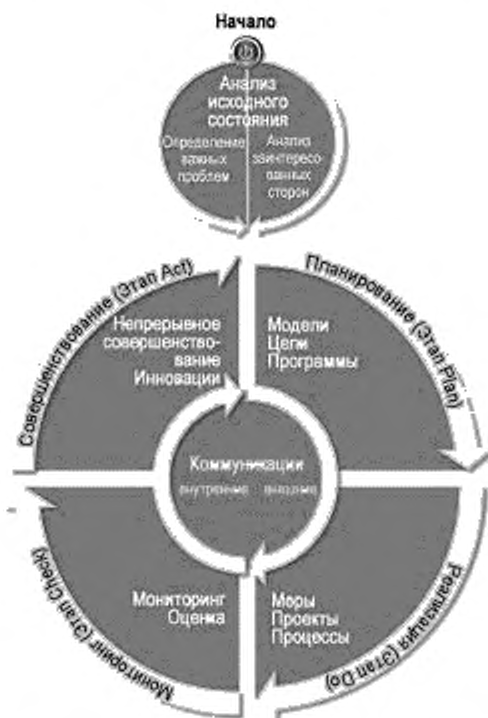 Начало
Анализ
исходного
состояния
Определение
важных
проблем
Анализ
заинтересо-
ванных
сторон
Совершенствование (Этап Act)
Планирование (Этап Plan)
Непрерывное
совершенство-
вание
Инновации
Модели
Цели
Программы
Коммуникации
внутренние внешние
Мониторинг
Оценка
Меры
Проекты
Процессы
Мониторинг (Этап Check)
Реализация (Этап Do)